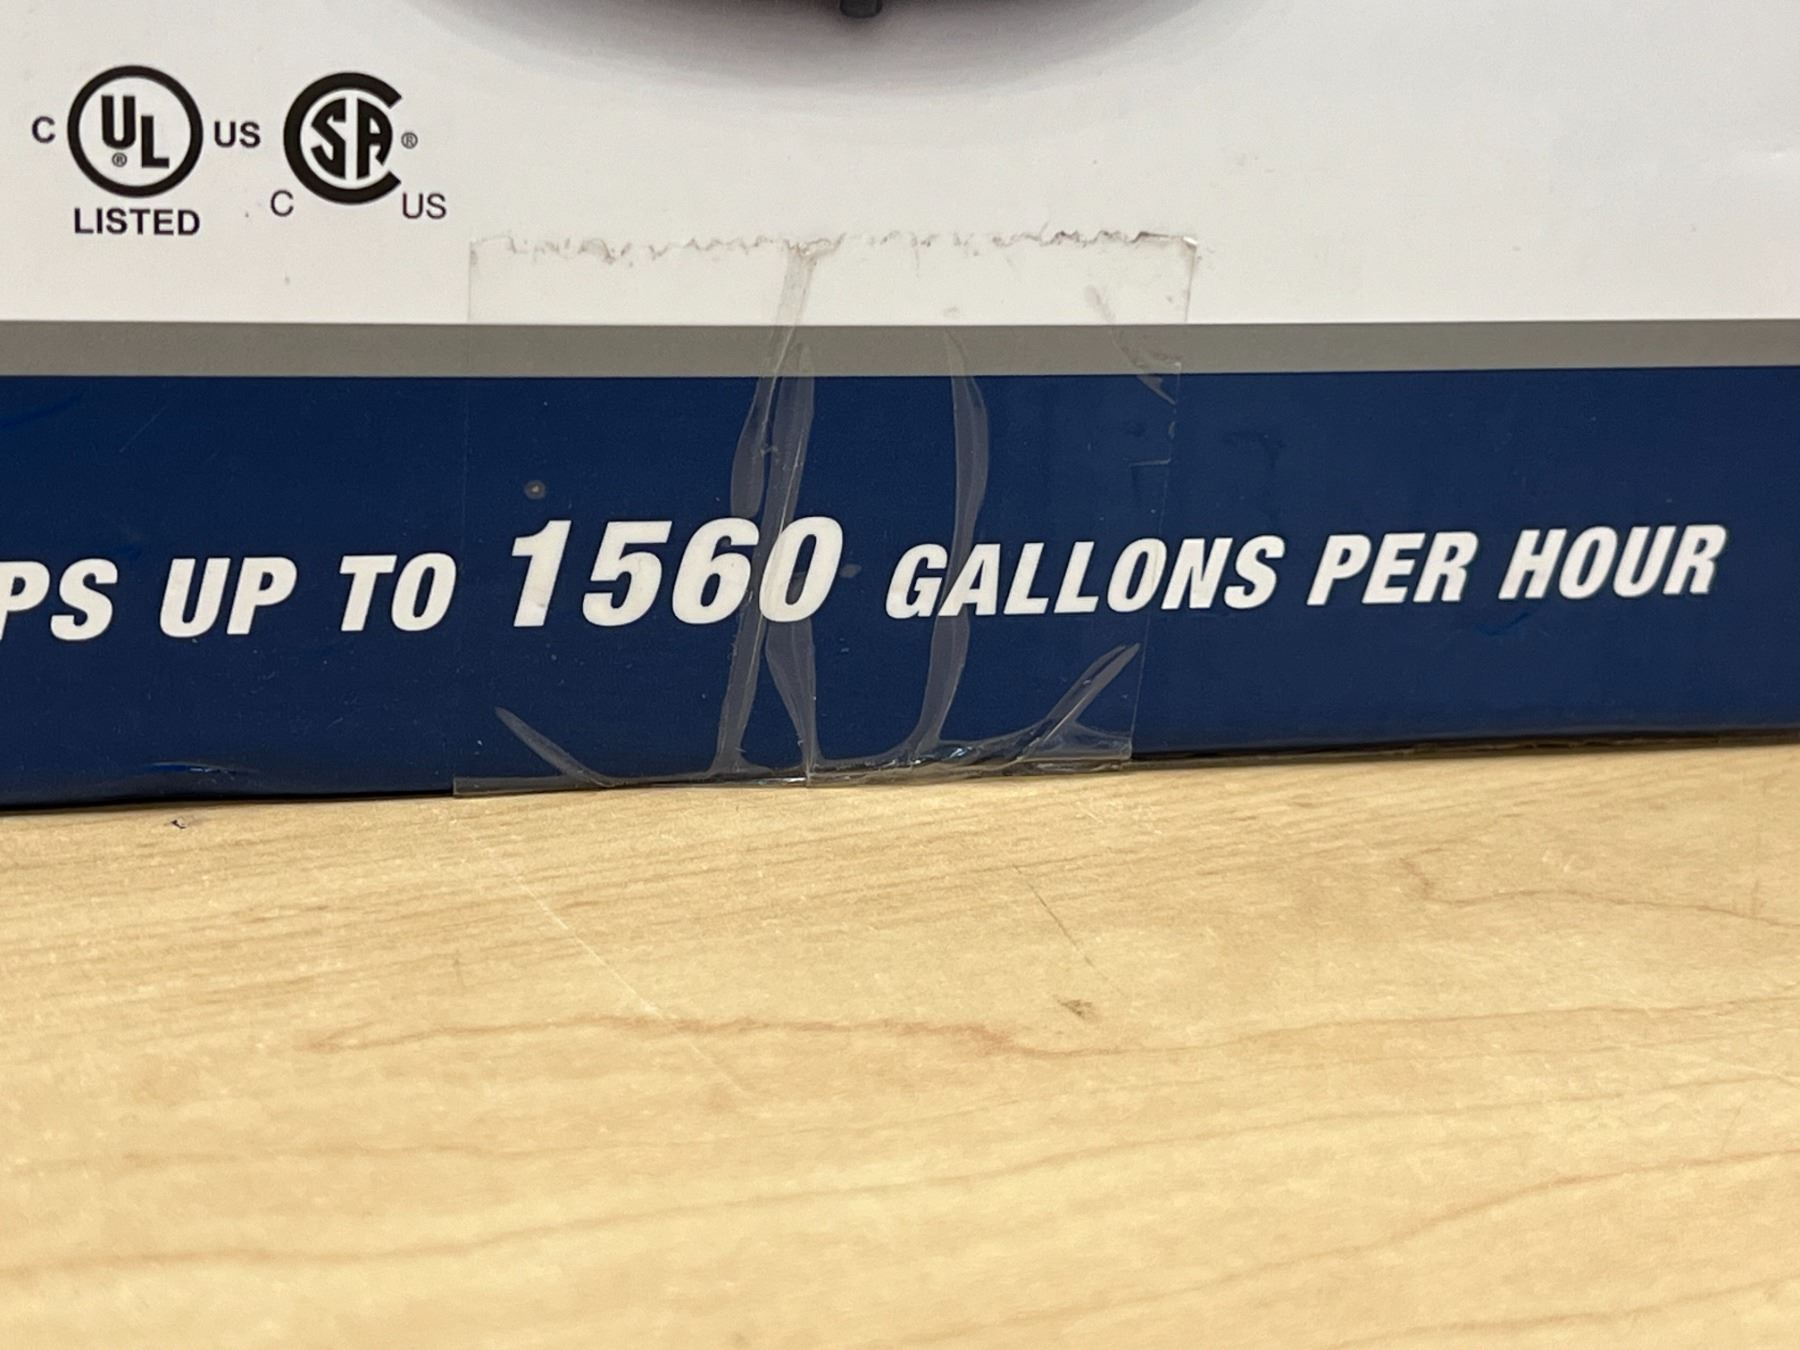 C UL® US
LISTED
C SA® US
PS UP TO 1560 GALLONS PER HOUR